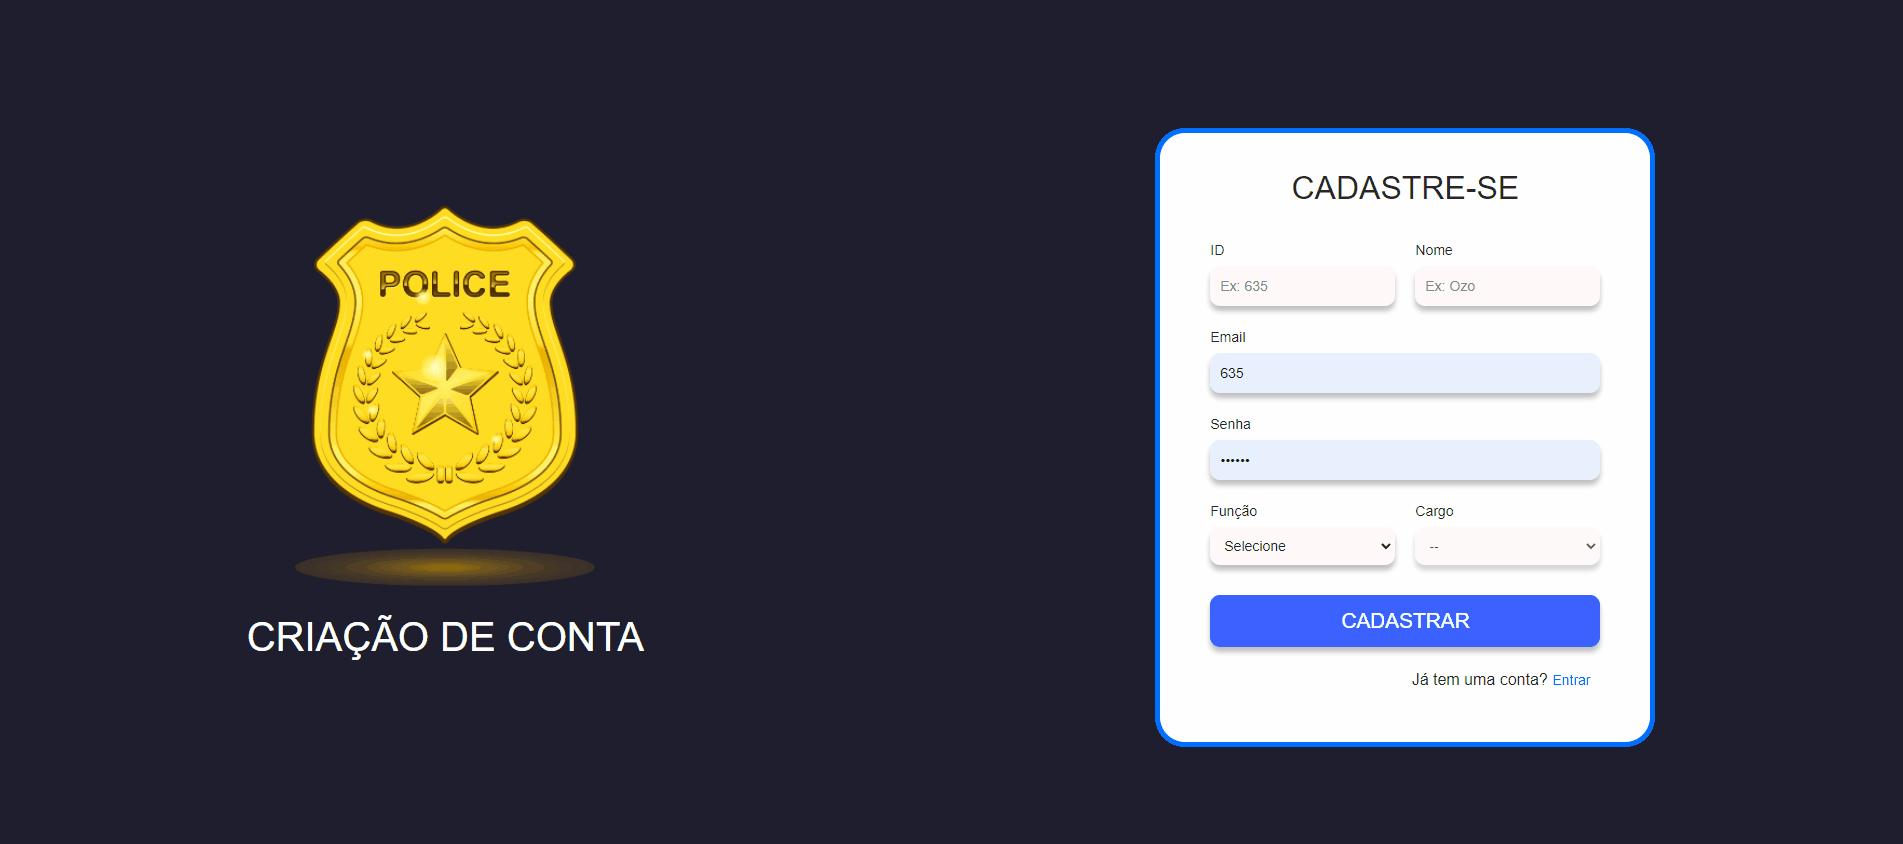 POLICE
CRIAÇÃO DE CONTA
CADASTRE-SE
ID Nome
Ex: 635 Ex: Ozo
Email
635
Senha
••••••
Função Cargo
Selecione --
CADASTRAR
Já tem uma conta? Entrar